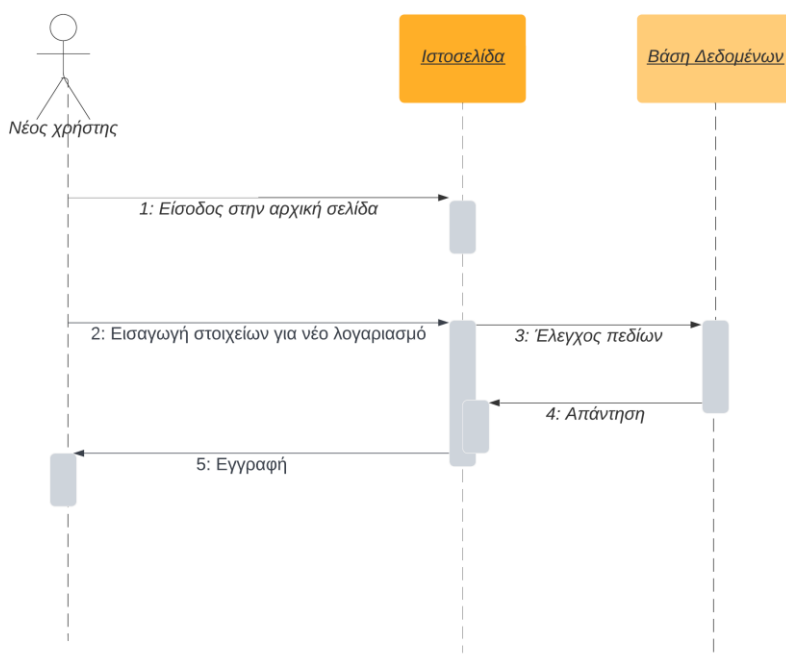 Ιστοσελίδα
Βάση Δεδομένων
Νέος χρήστης
1: Είσοδος στην αρχική σελίδα
2: Εισαγωγή στοιχείων για νέο λογαριασμό
3: Έλεγχος πεδίων
4: Απάντηση
5: Εγγραφή